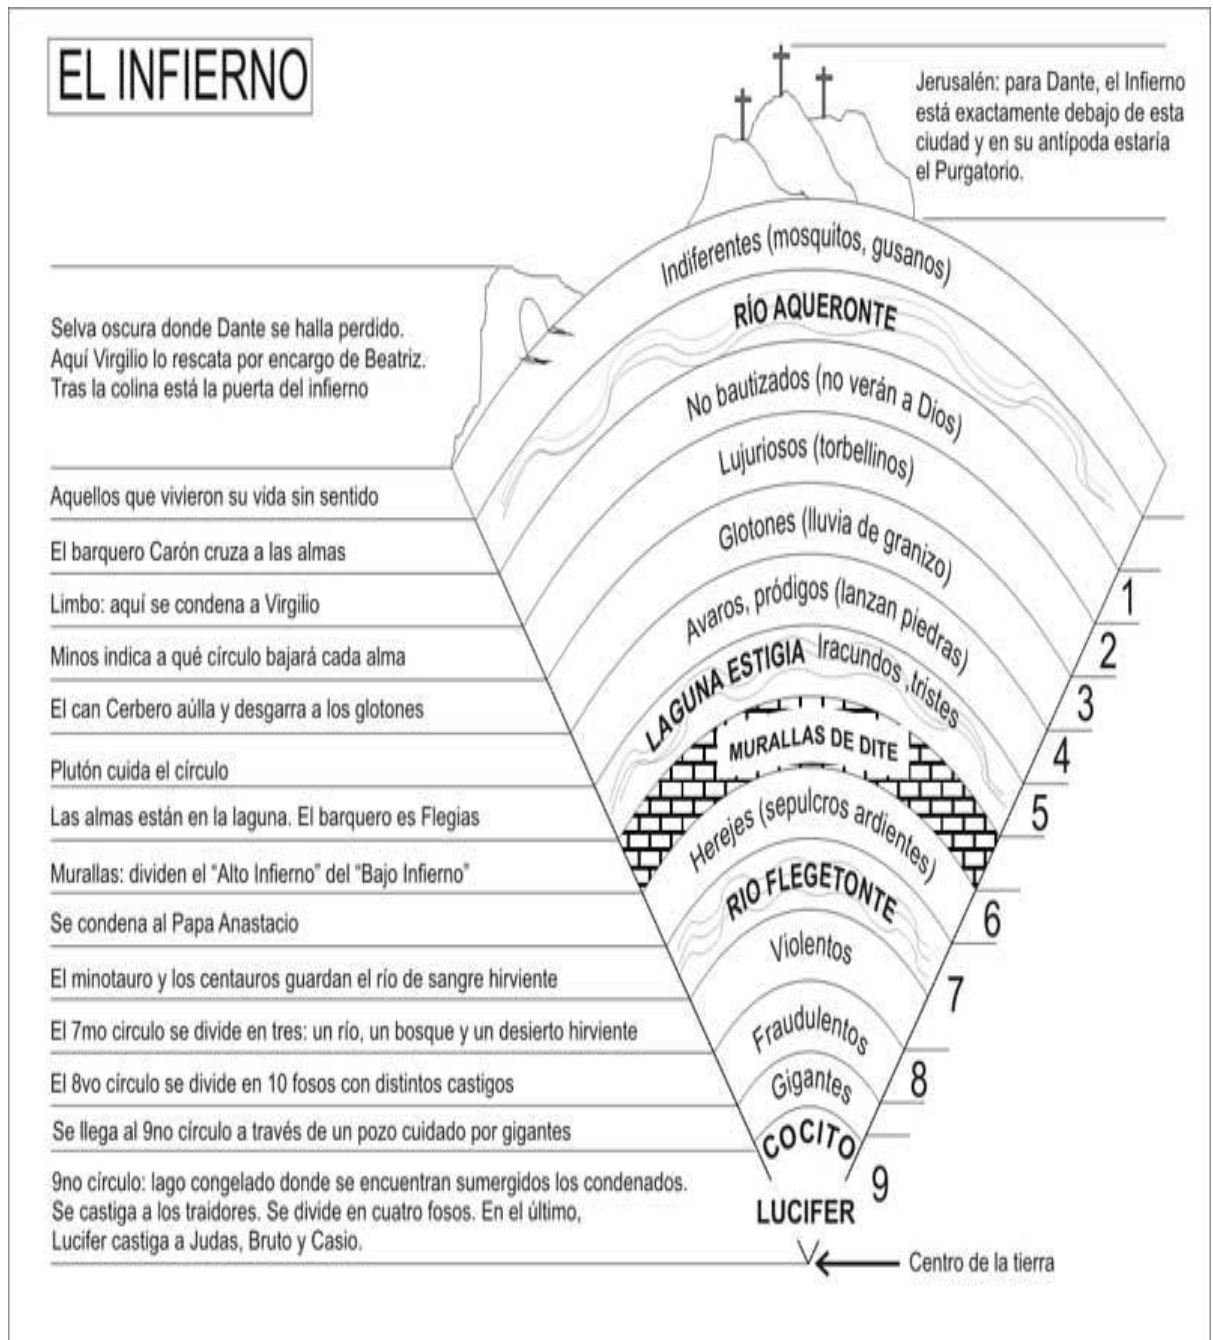 EL INFIERNO
Jerusalén: para Dante, el Infierno
está exactamente debajo de esta
ciudad y en su antípoda estaría
el Purgatorio.
Selva oscura donde Dante se halla perdido.
Aquí Virgilio lo rescata por encargo de Beatriz.
Tras la colina está la puerta del infierno
Aquellos que vivieron su vida sin sentido
El barquero Carón cruza a las almas
Limbo: aquí se condena a Virgilio
Minos indica a qué círculo bajará cada alma
El can Cerbero aúlla y desgarra a los glotones
Plutón cuida el círculo
Las almas están en la laguna. El barquero es Flegias
Murallas: dividen el “Alto Infierno” del “Bajo Infierno”
Se condena al Papa Anastacio
El minotauro y los centauros guardan el río de sangre hirviente
El 7mo circulo se divide en tres: un río, un bosque y un desierto hirviente
El 8vo círculo se divide en 10 fosos con distintos castigos
Se llega al 9no círculo a través de un pozo cuidado por gigantes
9no círculo: lago congelado donde se encuentran sumergidos los condenados.
Se castiga a los traidores. Se divide en cuatro fosos. En el último,
Lucifer castiga a Judas, Bruto y Casio.
Indiferentes (mosquitos, gusanos)
RÍO AQUERONTE
No bautizados (no verán a Dios)
Lujuriosos (torbellinos)
Glotones (lluvia de granizo)
Avaros, pródigos (lanzan piedras)
LAGUNA ESTIGIA Iracundos ,tristes
MURALLAS DE DITE
Herejes (sepulcros ardientes)
RIO FLEGETONTE
Violentos
Fraudulentos
Gigantes
COCITO
LUCIFER
1
2
3
4
5
6
7
8
9
Centro de la tierra